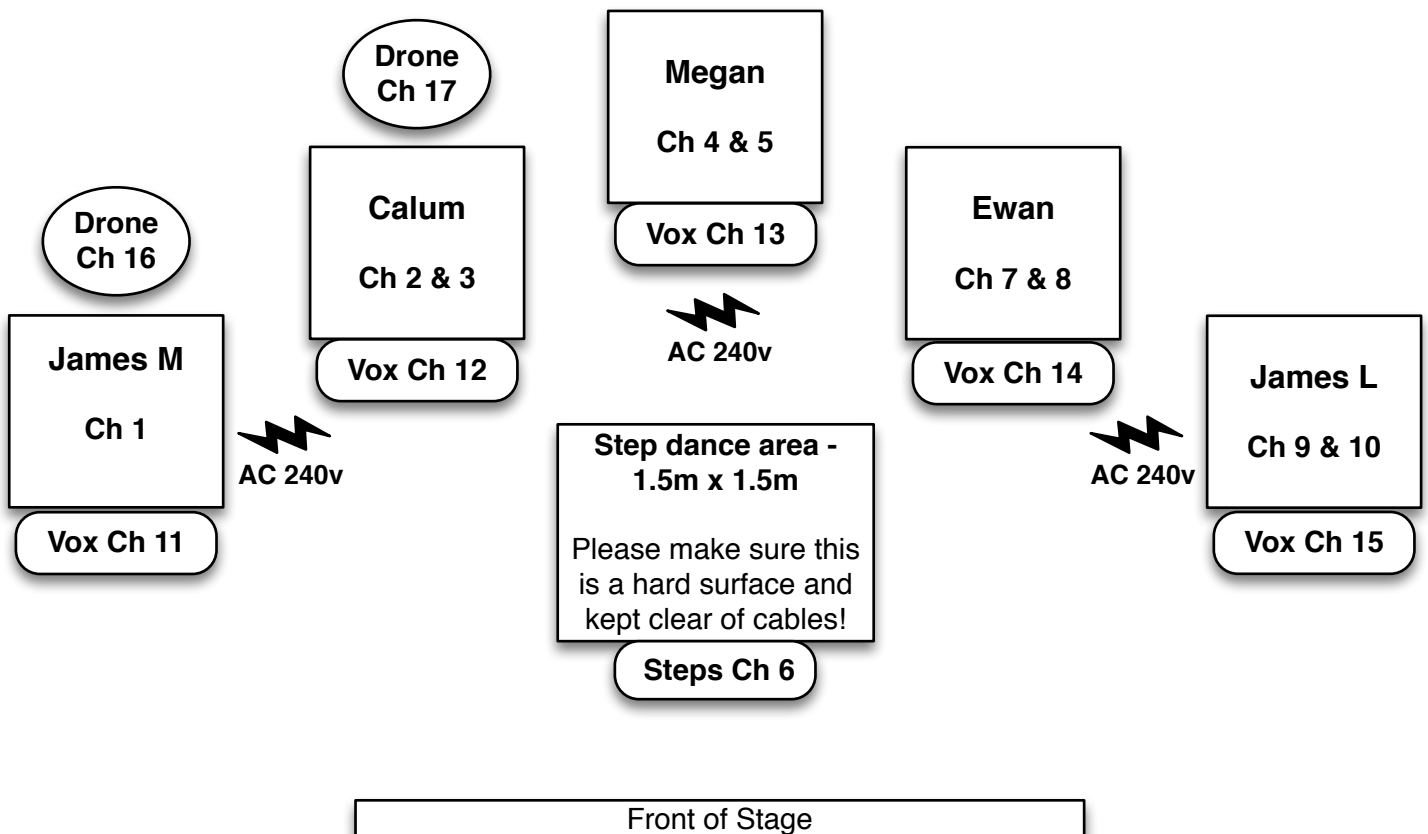 Drone
Ch 17
Megan
Ch 4 & 5
Vox Ch 13
Drone
Ch 16
Calum
Ch 2 & 3
Vox Ch 12
Ewan
Ch 7 & 8
Vox Ch 14
AC 240v
James M
Ch 1
Vox Ch 11
AC 240v
James L
Ch 9 & 10
Vox Ch 15
AC 240v
Step dance area -
1.5m x 1.5m
Please make sure this
is a hard surface and
kept clear of cables!
Steps Ch 6
Front of Stage